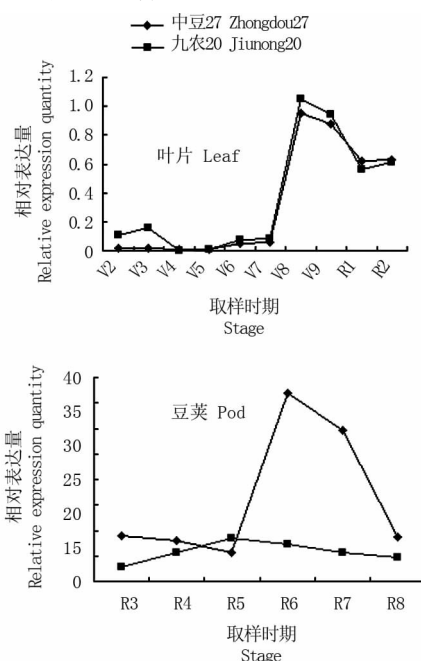 中豆27 Zhongdou27
九农20 Jiunong20
相对表达量
Relative expression quantity
1.2
1.0
0.8
0.6
0.4
0.2
0
叶片 Leaf
V2 V3 V4 V5 V6 V7 V8 V9 R1 R2
取样时期
Stage
相对表达量
Relative expression quantity
40
35
30
25
20
15
0
豆荚 Pod
R3 R4 R5 R6 R7 R8
取样时期
Stage